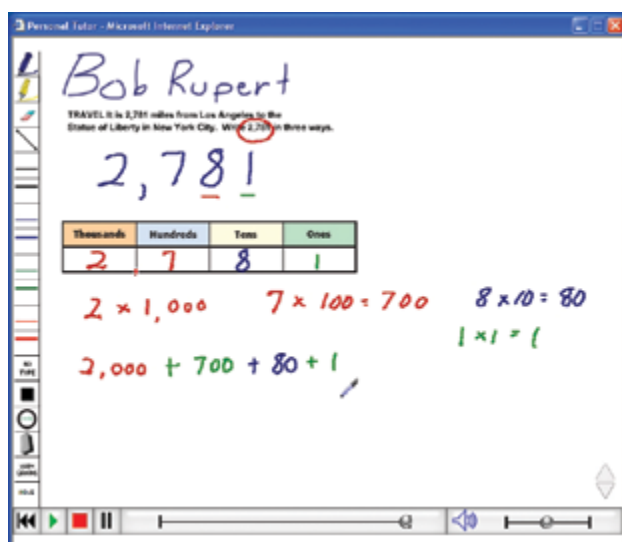 Personal Tutor - Microsoft Internet Explorer
Bob Rupert
TRAVEL It is 2,781 miles from Los Angeles to the
Statue of Liberty in New York City. Write 2,781 in three ways.
2,781
Thousands Hundreds Tens Ones
2, 7 8 1
2 × 1,000 7 × 100 = 700 8 × 10 = 80
1 × 1 = 1
2,000 + 700 + 80 + 1